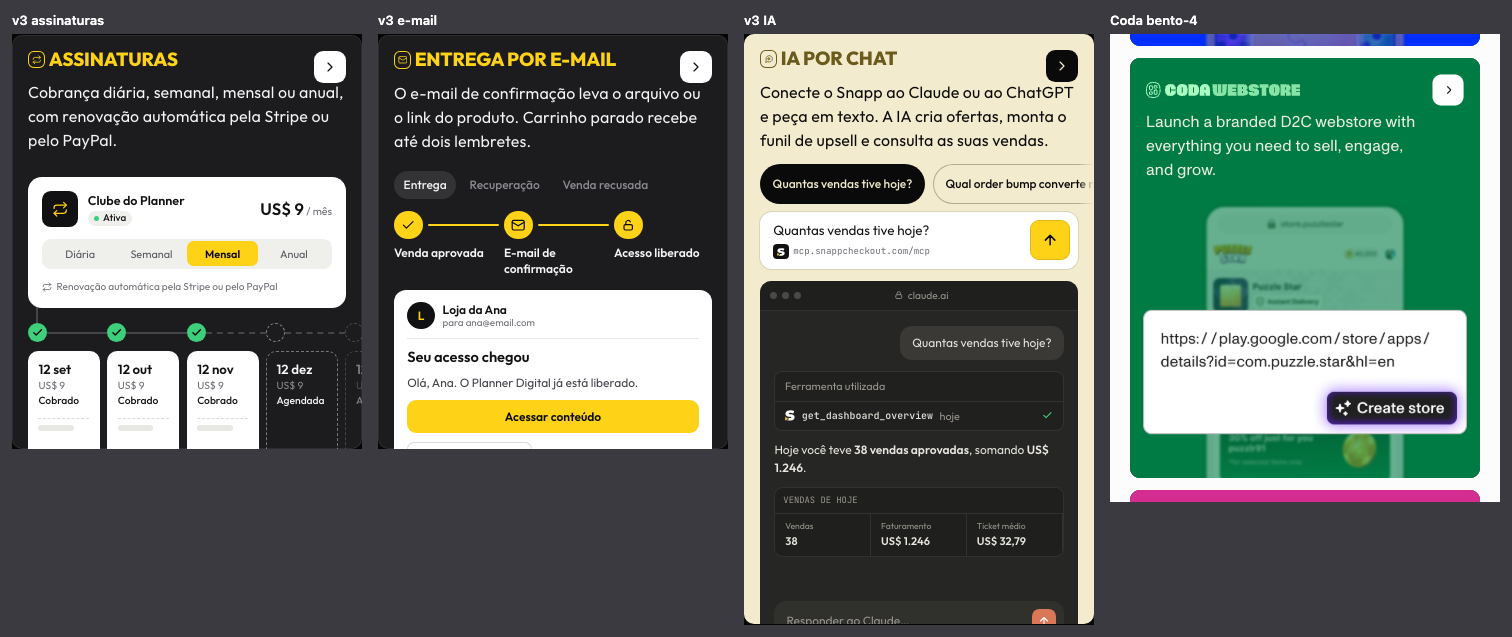 v3 assinaturas
ASSINATURAS
Cobrança diária, semanal, mensal ou anual,
com renovação automática pela Stripe ou
pelo PayPal.
Clube do Planner
Ativa
US$ 9 / mês
Diária
Semanal
Mensal
Anual
Renovação automática pela Stripe ou pelo PayPal
12 set
US$ 9
Cobrado
12 out
US$ 9
Cobrado
12 nov
US$ 9
Cobrado
12 dez
US$ 9
Agendada
v3 e-mail
ENTREGA POR E-MAIL
O e-mail de confirmação leva o arquivo ou
o link do produto. Carrinho parado recebe
até dois lembretes.
Entrega
Recuperação
Venda recusada
Venda aprovada
E-mail de
confirmação
Acesso liberado
L
Loja da Ana
para ana@email.com
Seu acesso chegou
Olá, Ana. O Planner Digital já está liberado.
Acessar conteúdo
v3 IA
IA POR CHAT
Conecte o Snapp ao Claude ou ao ChatGPT
e peça em texto. A IA cria ofertas, monta o
funil de upsell e consulta as suas vendas.
Quantas vendas tive hoje?
Qual order bump converte
Quantas vendas tive hoje?
mcp.snappcheckout.com/mcp
claude.ai
Quantas vendas tive hoje?
Ferramenta utilizada
get_dashboard_overview hoje
Hoje você teve 38 vendas aprovadas, somando US$
1.246.
VENDAS DE HOJE
Vendas
38
Faturamento
US$ 1.246
Ticket médio
US$ 32,79
Responder ao Claude...
Coda bento-4
CODA WEBSTORE
Launch a branded D2C webstore with
everything you need to sell, engage,
and grow.
Puzzle Star
Instant Delivery
https://play.google.com/store/apps/
details?id=com.puzzle.star&hl=en
Create store